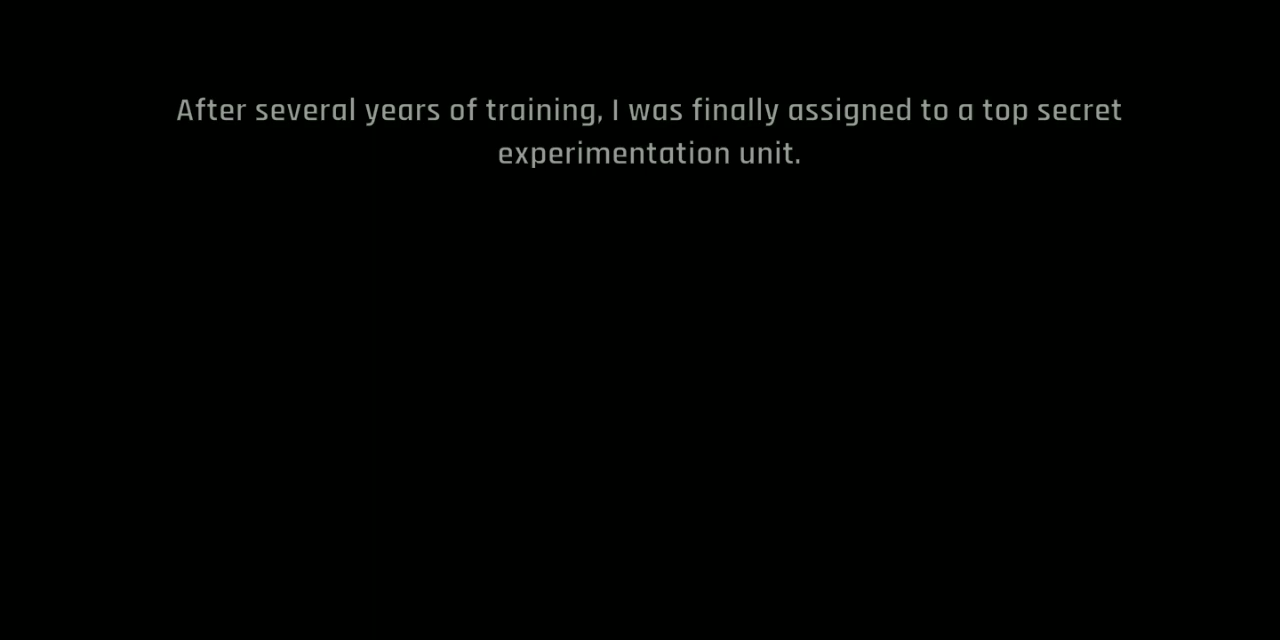 After several years of training, I was finally assigned to a top secret
experimentation unit.